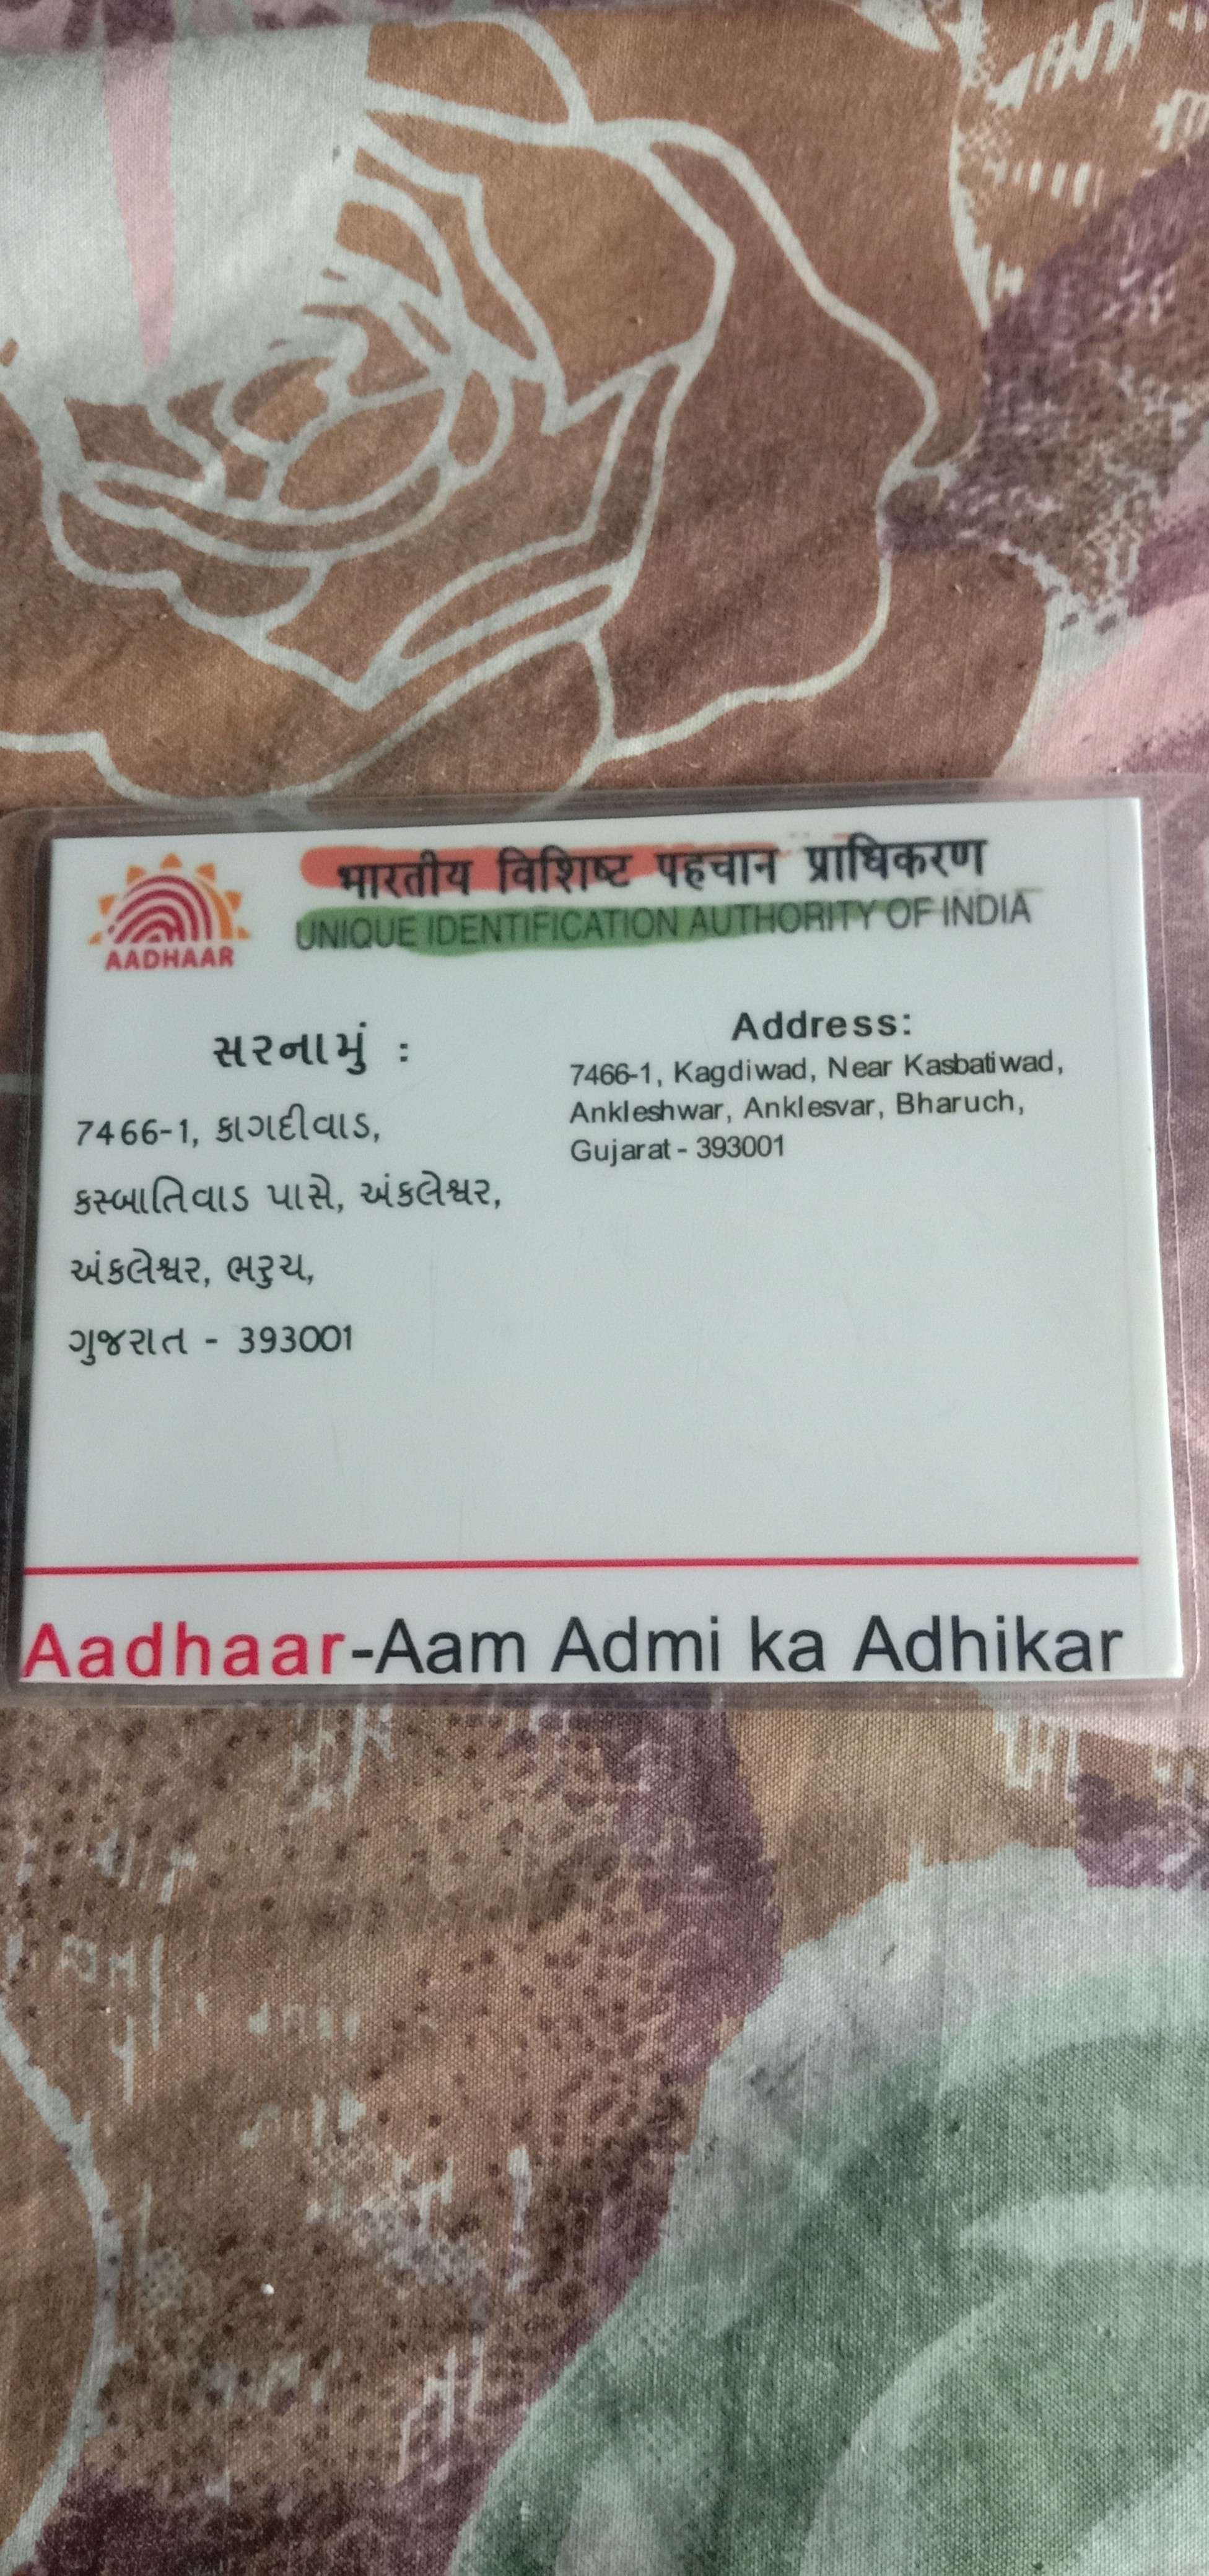 भारतीय विशिष्ट पहचान प्राधिकरण
UNIQUE IDENTIFICATION AUTHORITY OF INDIA
AADHAAR
સરનામું :
7466-1, કાગદીવાડ,
કસ્બાતિવાડ પાસે, અંકલેશ્વર,
અંકલેશ્વર, ભરુચ,
ગુજરાત - 393001
Address:
7466-1, Kagdiwad, Near Kasbatiwad,
Ankleshwar, Anklesvar, Bharuch,
Gujarat - 393001
Aadhaar-Aam Admi ka Adhikar